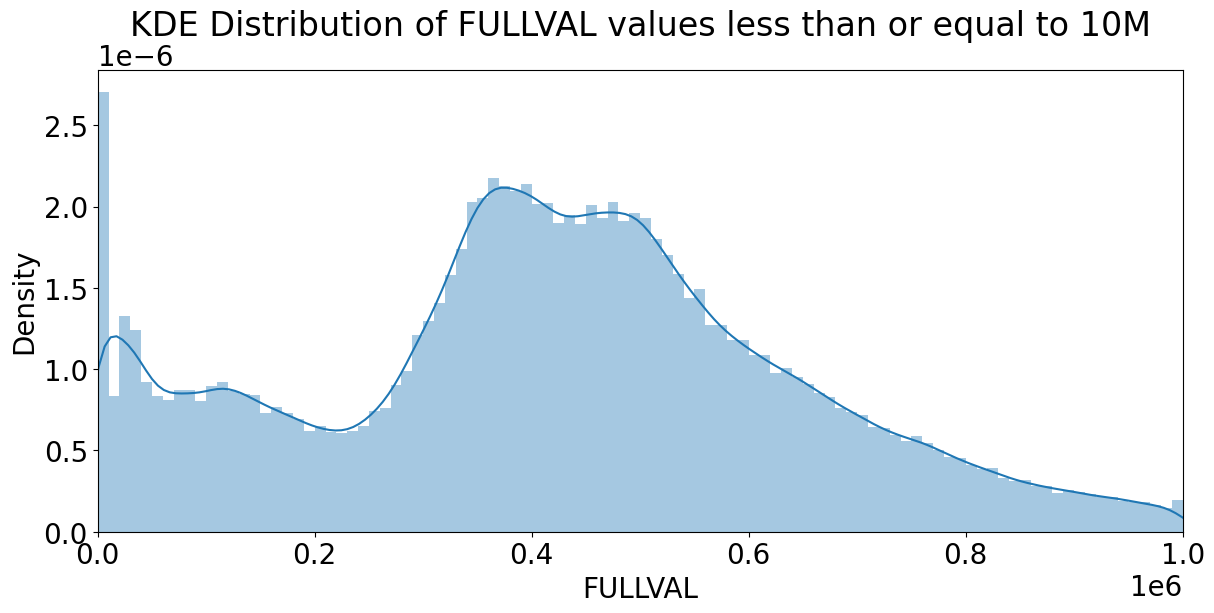 KDE Distribution of FULLVAL values less than or equal to 10M
1e−6
2.5
2.0
1.5
1.0
0.5
0.0
Density
0.0 0.2 0.4 0.6 0.8 1.0
FULLVAL
1e6